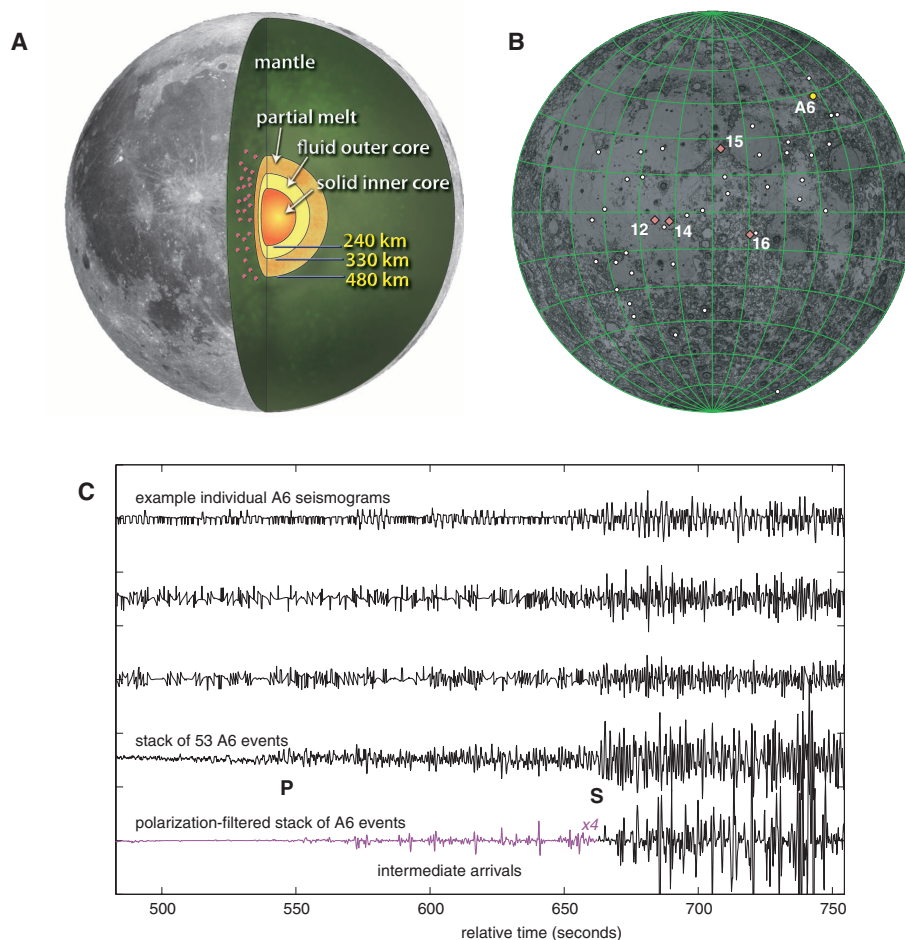 A
mantle
partial melt
fluid outer core
solid inner core
240 km
330 km
480 km
B
A6
15
12
14
16
C
example individual A6 seismograms
stack of 53 A6 events
P
S
polarization-filtered stack of A6 events
x4
intermediate arrivals
500 550 600 650 700 750
relative time (seconds)